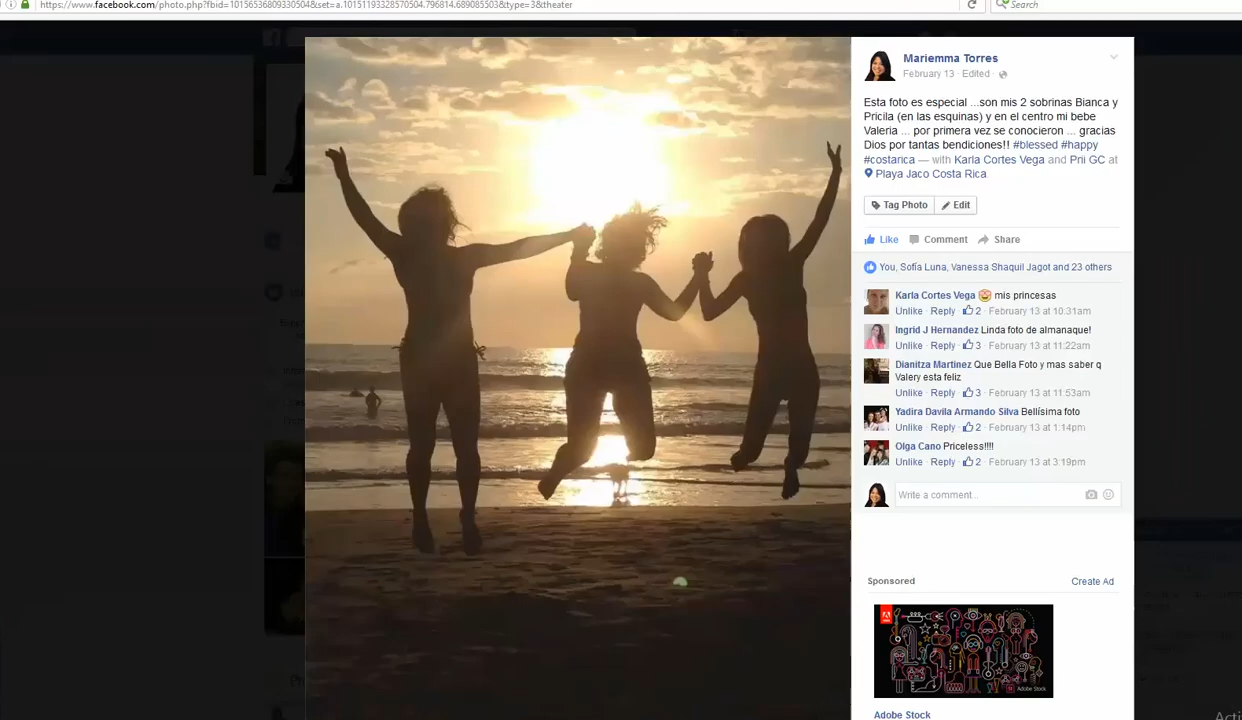 https://www.facebook.com/photo.php?fbid=10156536809330504&set=a.10151193328570504.796814.689085503&type=3&theater
Search
Mariemma Torres
February 13 · Edited ·
Esta foto es especial ...son mis 2 sobrinas Bianca y
Pricila (en las esquinas) y en el centro mi bebe
Valeria ... por primera vez se conocieron ... gracias
Dios por tantas bendiciones!! #blessed #happy
#costarica — with Karla Cortes Vega and Prii GC at
Playa Jaco Costa Rica.
Tag Photo Edit
Like Comment Share
You, Sofía Luna, Vanessa Shaquil Jagot and 23 others
Karla Cortes Vega mis princesas
Unlike · Reply · 2 · February 13 at 10:31am
Ingrid J Hernandez Linda foto de almanaque!
Unlike · Reply · 3 · February 13 at 11:22am
Dianitza Martinez Que Bella Foto y mas saber q
Valery esta feliz
Unlike · Reply · 3 · February 13 at 11:53am
Yadira Davila Armando Silva Bellísima foto
Unlike · Reply · 2 · February 13 at 1:14pm
Olga Cano Priceless!!!!
Unlike · Reply · 2 · February 13 at 3:19pm
Write a comment...
Sponsored Create Ad
Adobe Stock
Adobe Stock